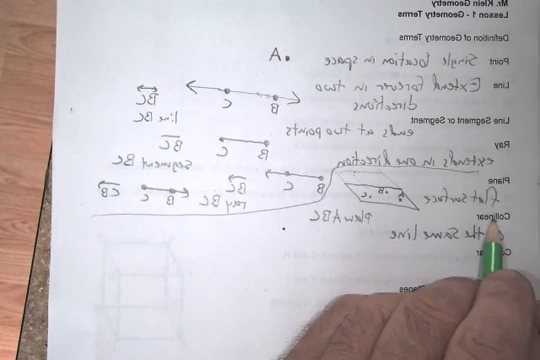 Mr. Klein Geometry
Lesson 1 - Geometry Terms
Definition of Geometry Terms
A
Point Single location in space
Line Extend forever in two
directions
B C
BC
line BC
Line Segment or Segment
ends at two points
B C
BC
segment BC
Ray
extends in one direction
B C
BC
ray BC
B C
CB
Plane
flat surface
A B C
Plane ABC
Colinear
the same line
Planes